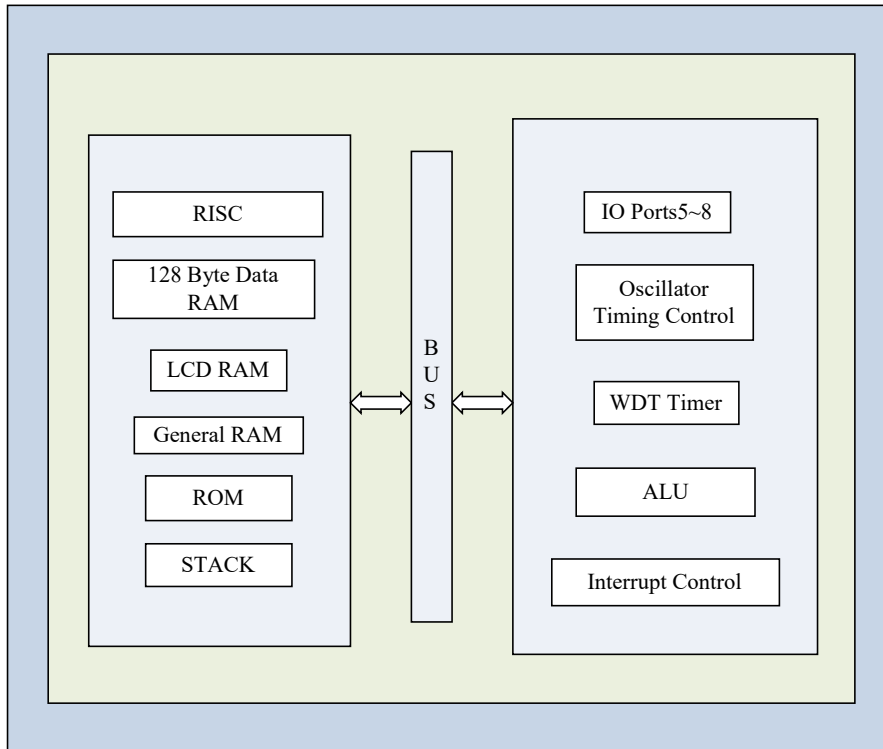 RISC
128 Byte Data
RAM
LCD RAM
General RAM
ROM
STACK
B
U
S
IO Ports5~8
Oscillator
Timing Control
WDT Timer
ALU
Interrupt Control